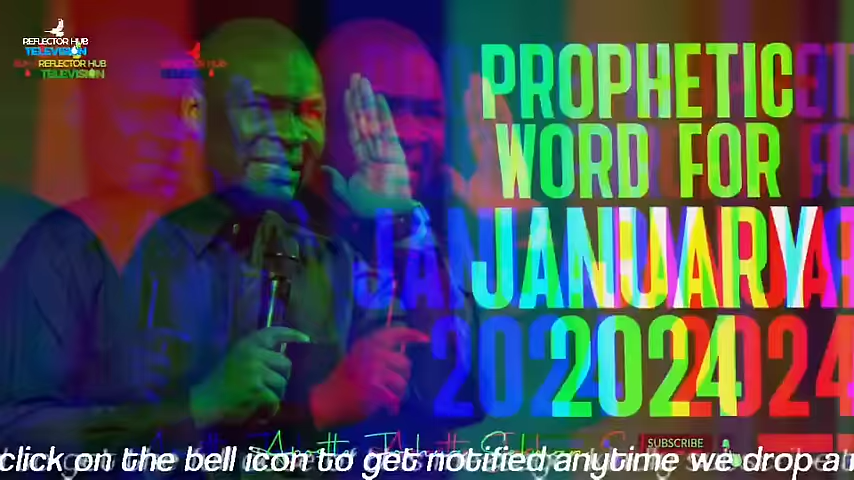 REFLECTOR HUB
TELEVISION
REFLECTOR HUB
TELEVISION
PROPHETIC
WORD FOR
JANUARY
2024
SUBSCRIBE
click on the bell icon to get notified anytime we drop a